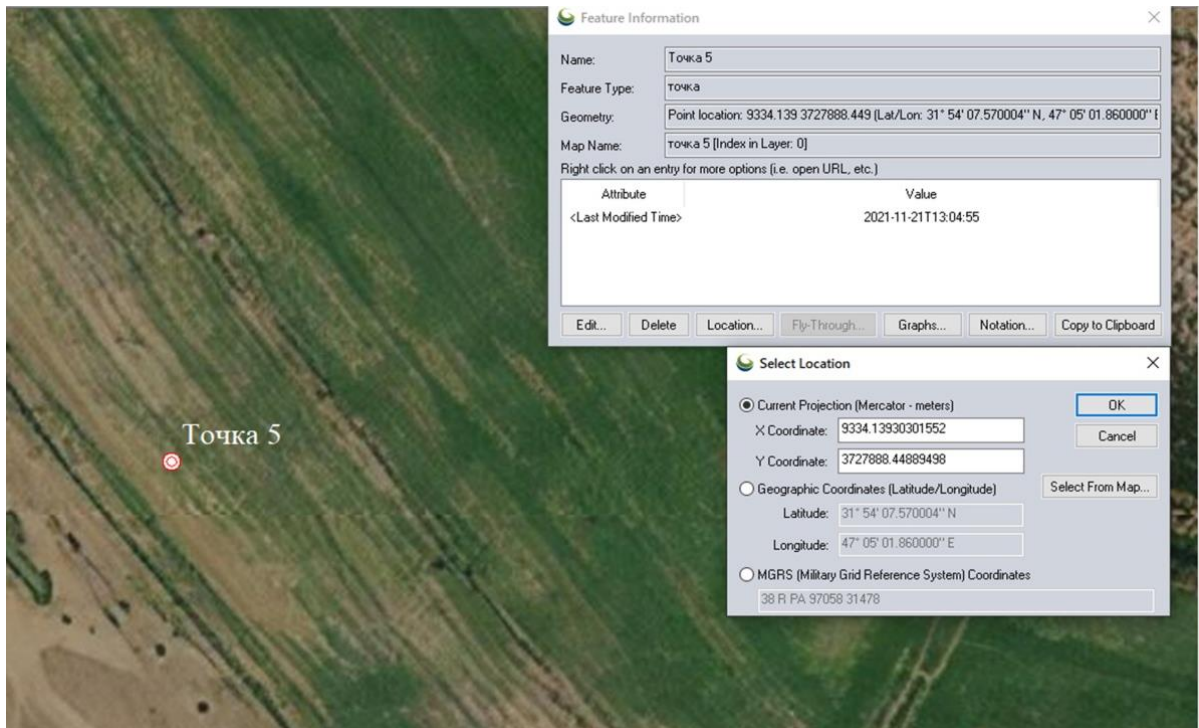 Feature Information
Name: Точка 5
Feature Type: точка
Geometry: Point location: 9334.139 3727888.449 (Lat/Lon: 31° 54' 07.570004" N, 47° 05' 01.860000" E
Map Name: точка 5 [Index in Layer: 0]
Right click on an entry for more options (i.e. open URL, etc.)
Attribute Value
<Last Modified Time> 2021-11-21T13:04:55
Edit... Delete Location... Fly-Through... Graphs... Notation... Copy to Clipboard
Select Location
Current Projection (Mercator - meters) OK
X Coordinate: 9334.13930301552 Cancel
Y Coordinate: 3727888.44889498
Geographic Coordinates (Latitude/Longitude) Select From Map...
Latitude: 31° 54' 07.570004" N
Longitude: 47° 05' 01.860000" E
MGRS (Military Grid Reference System) Coordinates
38 R PA 97058 31478
Точка 5